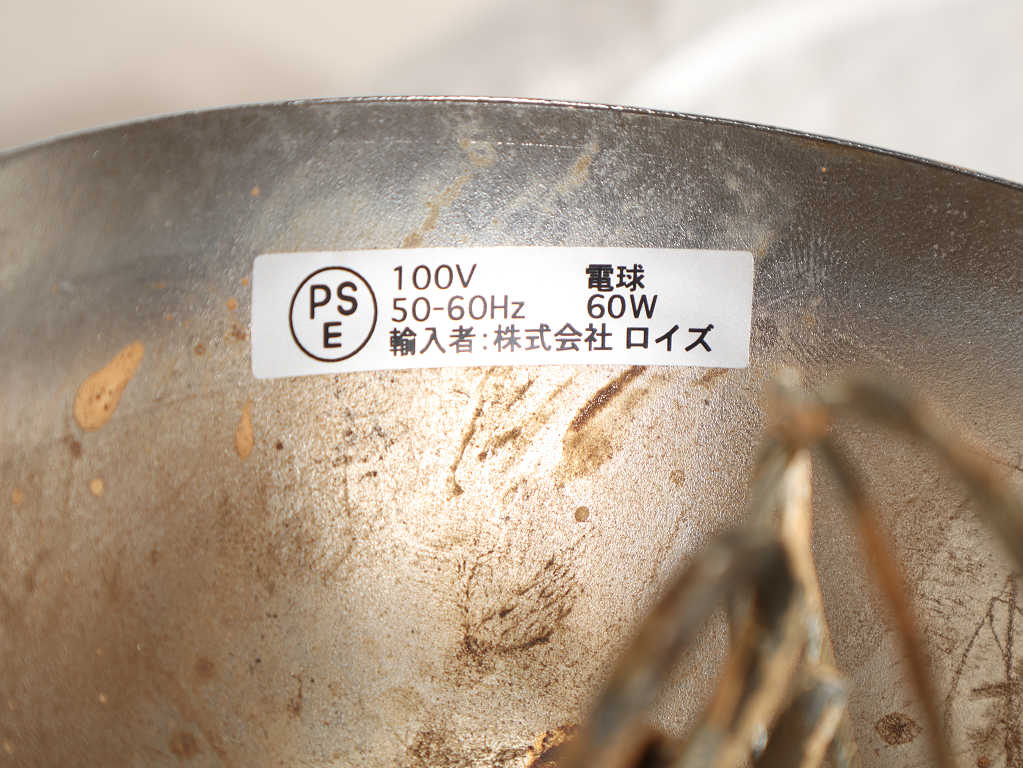 PS
E
100V 電球
50-60Hz 60W
輸入者:株式会社 ロイズ